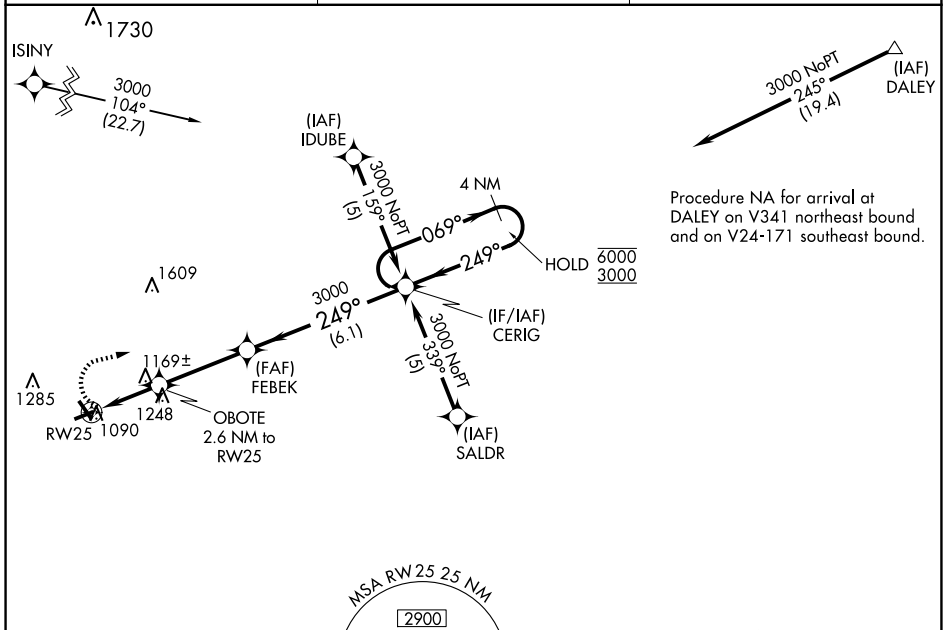 1730
ISINY
3000
104°
(22.7)
(IAF)
IDUBE
3000 NoPT
159°
(5)
3000 NoPT
245°
(19.4)
(IAF)
DALEY
Procedure NA for arrival at
DALEY on V341 northeast bound
and on V24-171 southeast bound.
4 NM
069°
249°
HOLD
6000
3000
1609
3000
249°
(6.1)
(IF/IAF)
CERIG
3000 NoPT
339°
(5)
(IAF)
SALDR
(FAF)
FEBEK
1169±
1285
1248
RW25
1090
OBOTE
2.6 NM to
RW25
MSA RW25 25 NM
2900